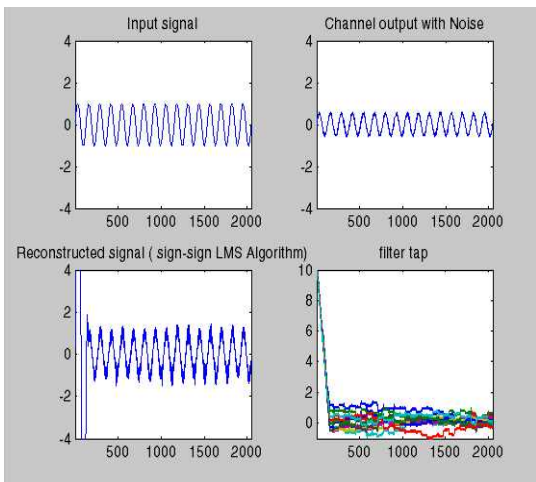 Input signal
4
2
0
-2
-4
500 1000 1500 2000
Channel output with Noise
4
2
0
-2
-4
500 1000 1500 2000
Reconstructed signal ( sign-sign LMS Algorithm)
4
2
0
-2
-4
500 1000 1500 2000
filter tap
10
8
6
4
2
0
500 1000 1500 2000